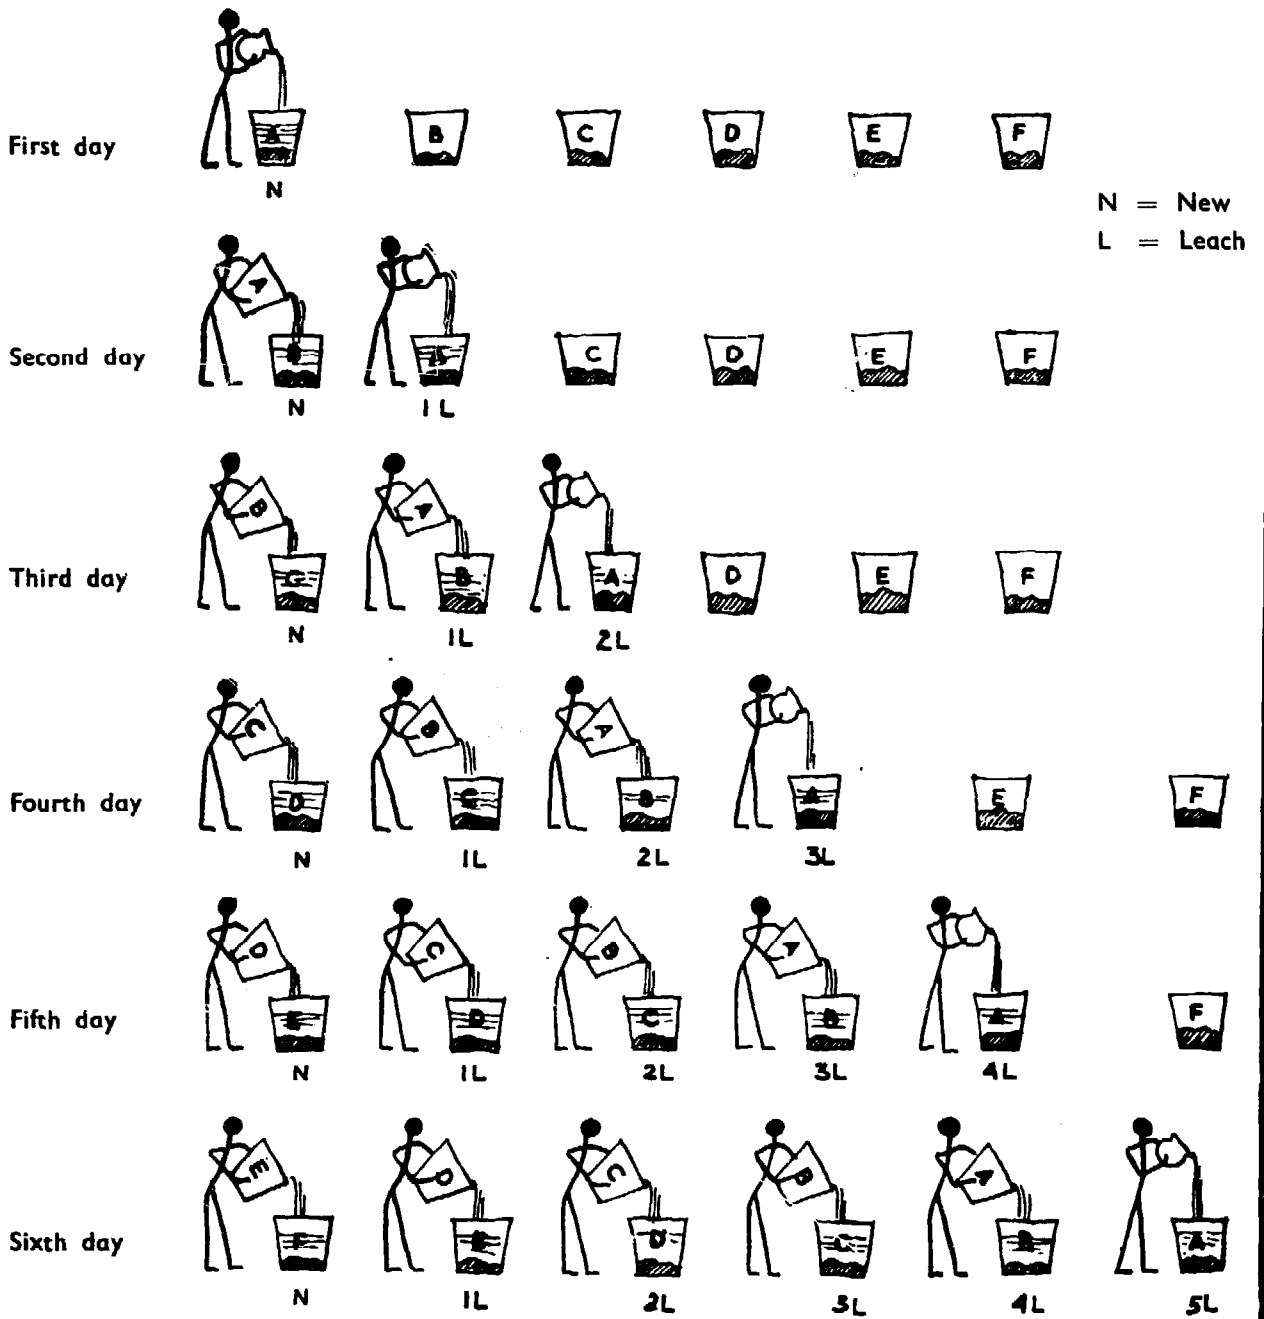 First day A B C D E F
N
N = New
L = Leach
A
Second day B A C D E F
N 1L
B A
Third day C B A D E F
N 1L 2L
C B A
Fourth day D C B A E F
N 1L 2L 3L
D C B A
Fifth day E D C B A F
N 1L 2L 3L 4L
E D C B A
Sixth day F E D C B A
N 1L 2L 3L 4L 5L